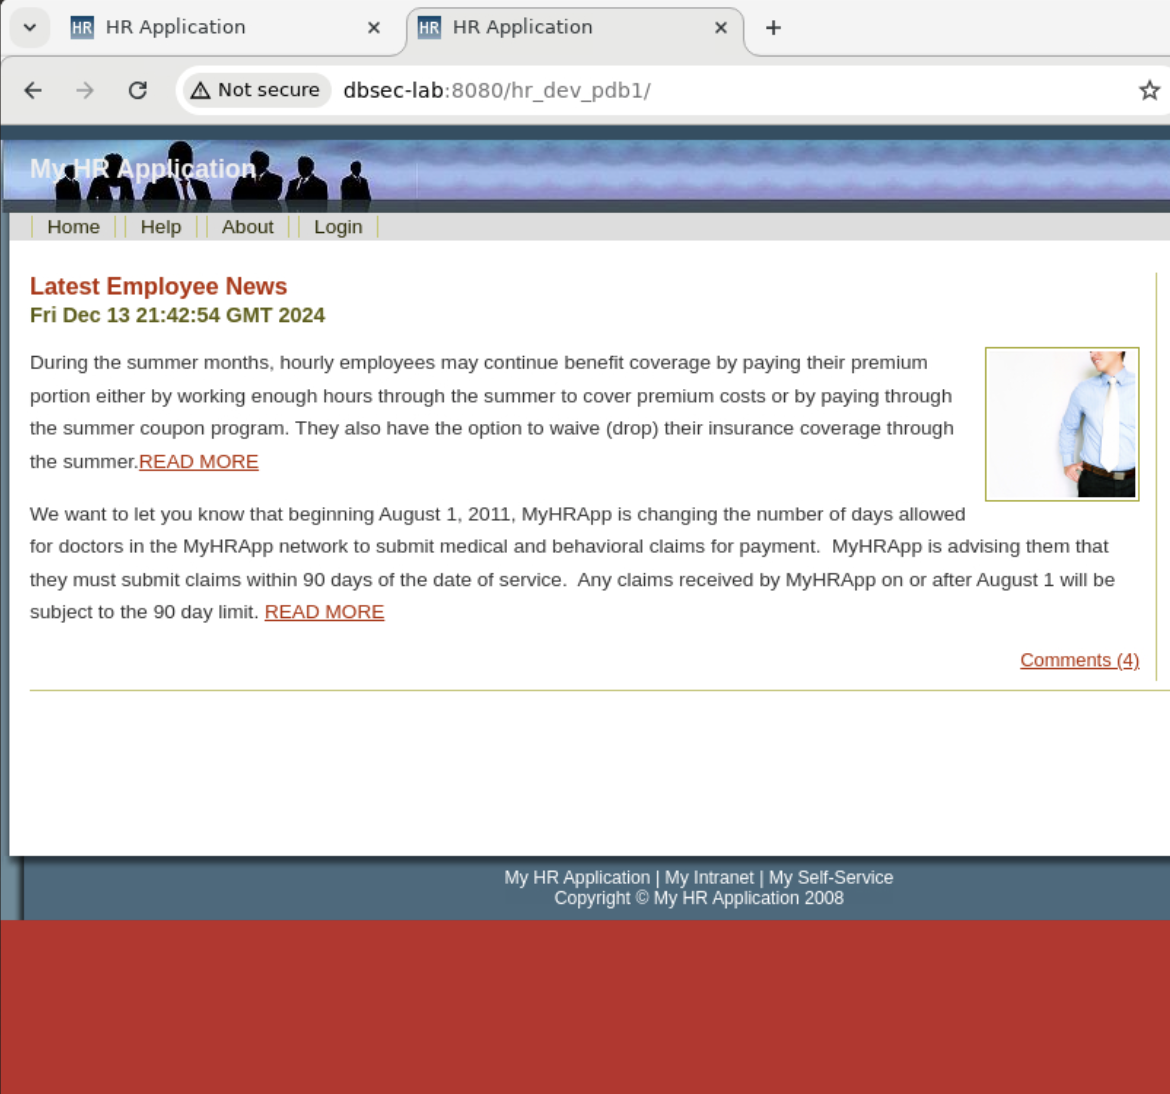 HR HR Application HR HR Application
Not secure dbsec-lab:8080/hr_dev_pdb1/
My HR Application
Home Help About Login
Latest Employee News
Fri Dec 13 21:42:54 GMT 2024
During the summer months, hourly employees may continue benefit coverage by paying their premium
portion either by working enough hours through the summer to cover premium costs or by paying through
the summer coupon program. They also have the option to waive (drop) their insurance coverage through
the summer.READ MORE
We want to let you know that beginning August 1, 2011, MyHRApp is changing the number of days allowed
for doctors in the MyHRApp network to submit medical and behavioral claims for payment.  MyHRApp is advising them that
they must submit claims within 90 days of the date of service.  Any claims received by MyHRApp on or after August 1 will be
subject to the 90 day limit. READ MORE
Comments (4)
My HR Application | My Intranet | My Self-Service
Copyright © My HR Application 2008